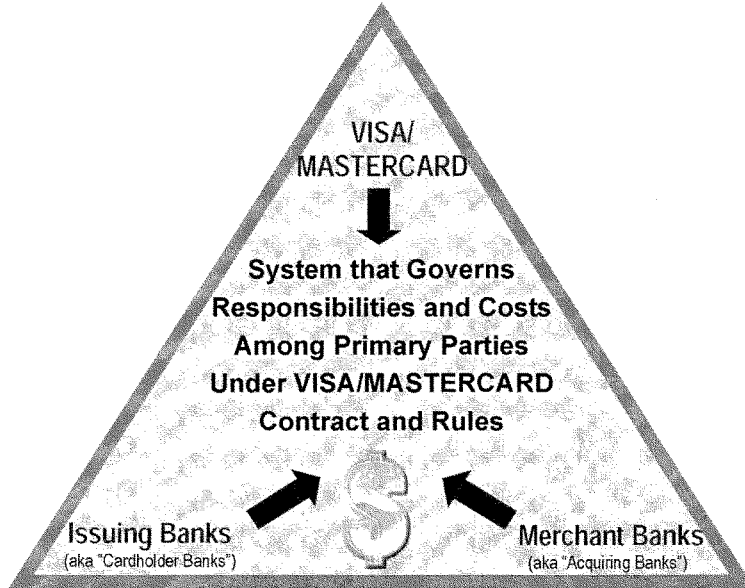 VISA/
MASTERCARD
System that Governs
Responsibilities and Costs
Among Primary Parties
Under VISA/MASTERCARD
Contract and Rules
$
Issuing Banks
(aka "Cardholder Banks")
Merchant Banks
(aka "Acquiring Banks")